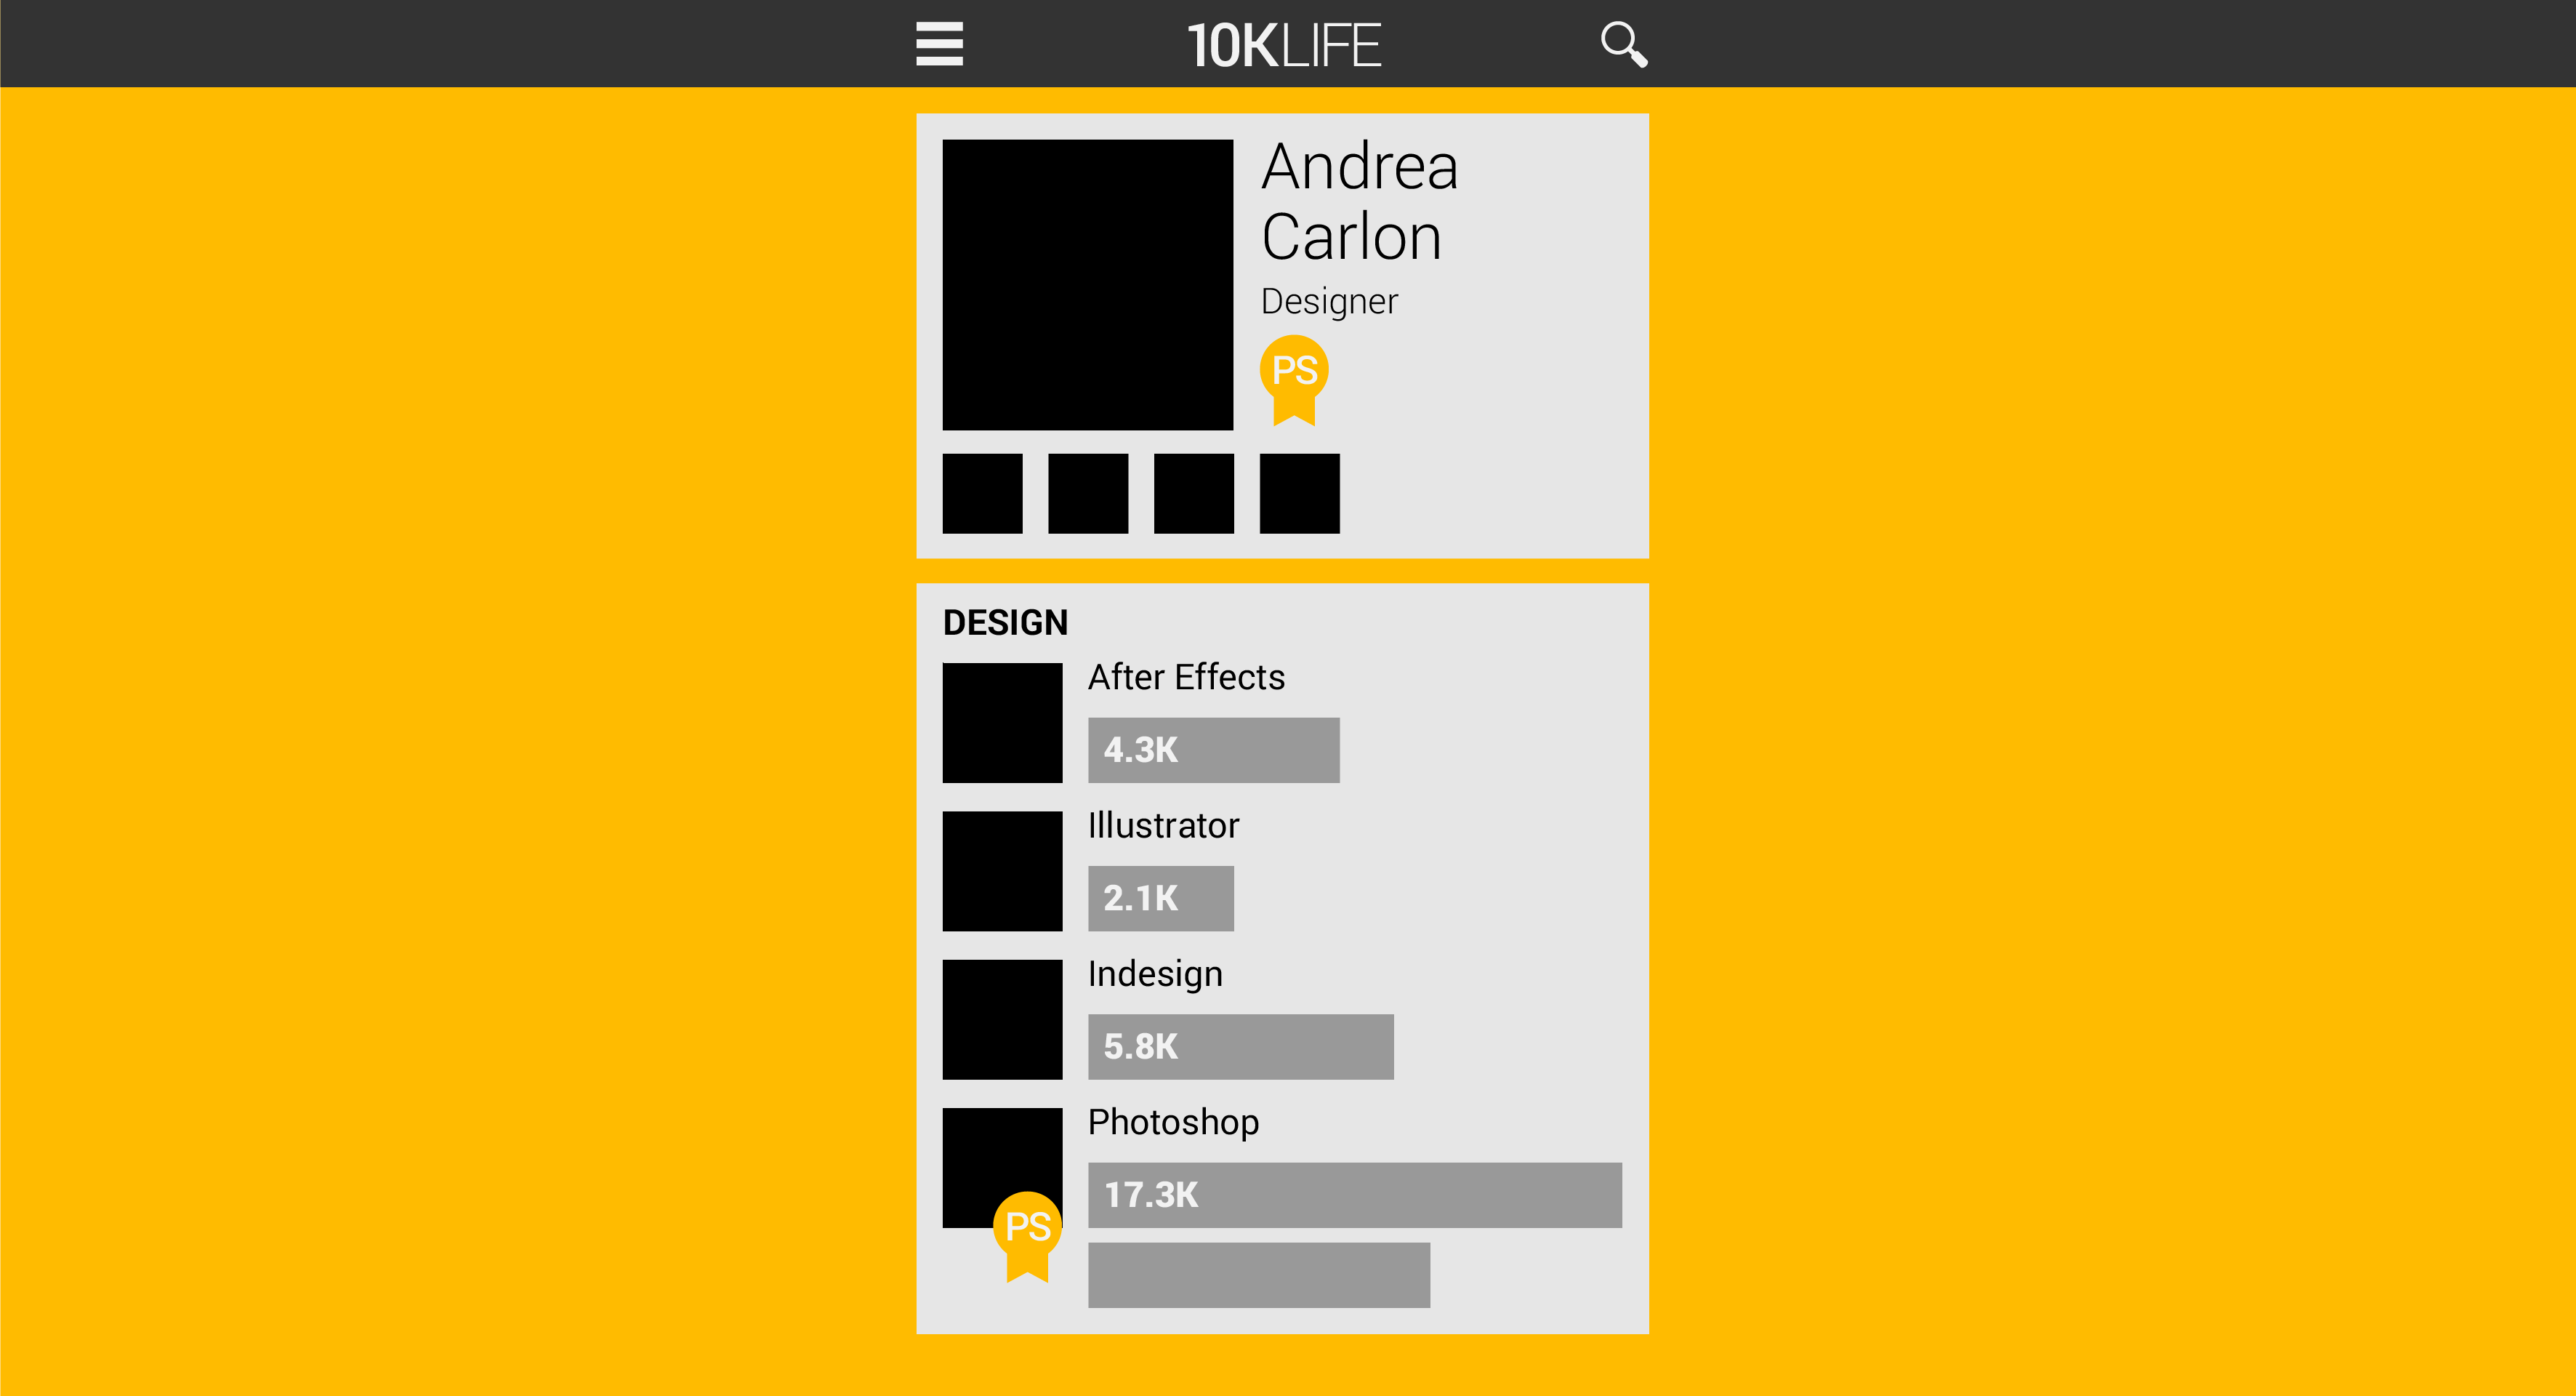 10KLIFE
Andrea
Carlon
Designer
PS
DESIGN
After Effects
4.3K
Illustrator
2.1K
Indesign
5.8K
Photoshop
17.3K
PS